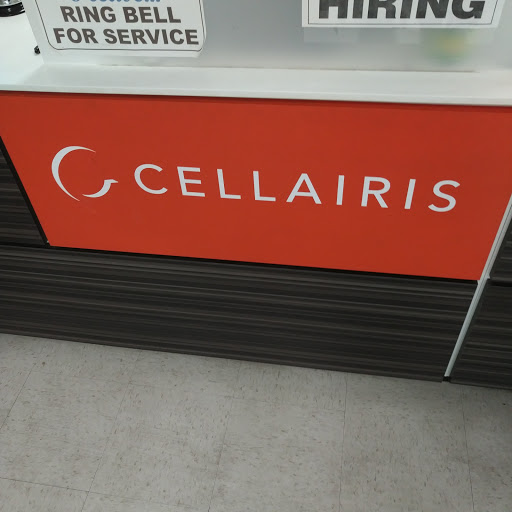 RING BELL
FOR SERVICE
HIRING
CELLAIRIS